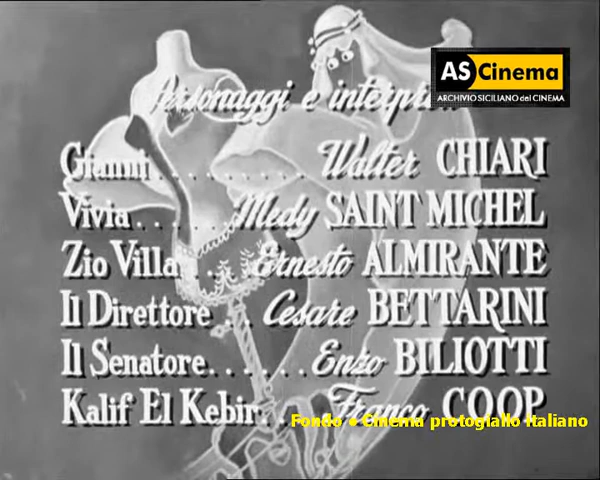 AS Cinema
ARCHIVIO SICILIANO del CINEMA
Personaggi e interpreti
Gianni.......... Walter CHIARI
Vivia...... Medy SAINT MICHEL
Zio Villa... Ernesto ALMIRANTE
Il Direttore... Cesare BETTARINI
Il Senatore...... Enzo BILIOTTI
Kalif El Kebir... Franco COOP
Fondo • Cinema protogiallo italiano